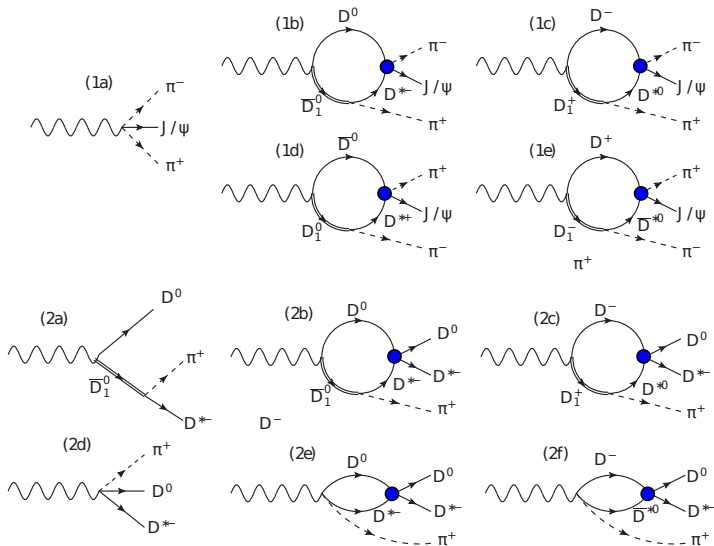 (1a)
π⁻
J/ψ
π⁺
(1b)
D⁰
π⁻
J/ψ
D*⁻
D̅₁⁰
π⁺
(1c)
D⁻
π⁻
J/ψ
D*⁰
D₁⁺
π⁺
(1d)
D̅⁰
π⁺
J/ψ
D*⁺
D₁⁰
π⁻
(1e)
D⁺
π⁺
J/ψ
D̅*⁰
D₁⁻
π⁻
π⁺
(2a)
D⁰
π⁺
D̅₁⁰
D*⁻
(2b)
D⁰
D⁰
D*⁻
D*⁻
D̅₁⁰
π⁺
D⁻
(2c)
D⁻
D⁰
D*⁻
D*⁰
D₁⁺
π⁺
(2d)
π⁺
D⁰
D*⁻
(2e)
D⁰
D⁰
D*⁻
D*⁻
π⁺
(2f)
D⁻
D⁰
D*⁻
D̅*⁰
π⁺